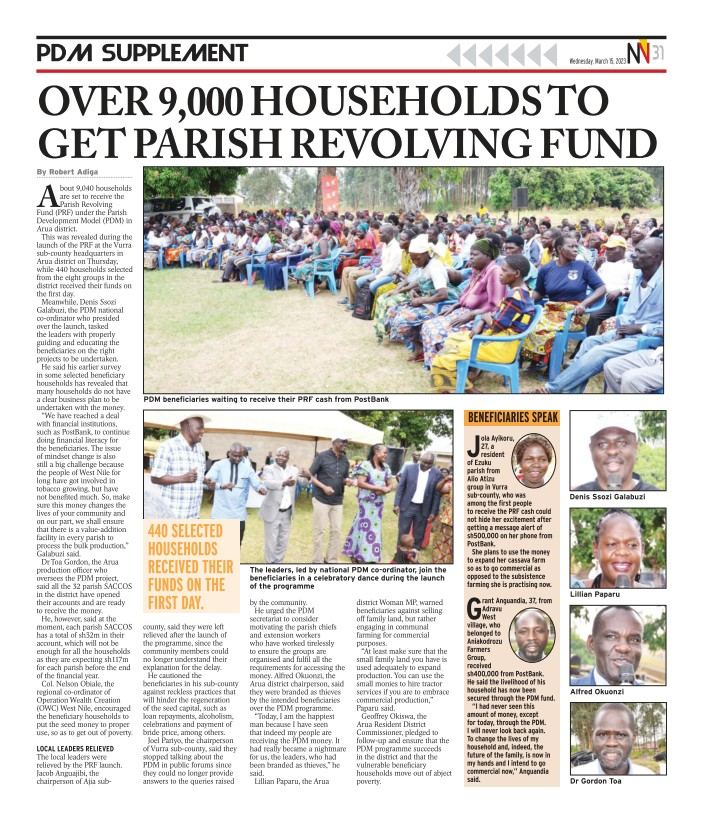 PDM SUPPLEMENT
Wednesday, March 15, 2023
NV
31
OVER 9,000 HOUSEHOLDS TO
GET PARISH REVOLVING FUND
By Robert Adiga
About 9,040 households
are set to receive the
Parish Revolving
Fund (PRF) under the Parish
Development Model (PDM) in
Arua district.
This was revealed during the
launch of the PRF at the Vurra
sub-county headquarters in
Arua district on Thursday,
while 440 households selected
from the eight groups in the
district received their funds on
the first day.
Meanwhile, Denis Ssozi
Galabuzi, the PDM national
co-ordinator who presided
over the launch, tasked
the leaders with properly
guiding and educating the
beneficiaries on the right
projects to be undertaken.
He said his earlier survey
in some selected beneficiary
households has revealed that
many households do not have
a clear business plan to be
undertaken with the money.
"We have reached a deal
with financial institutions,
such as PostBank, to continue
doing financial literacy for
the beneficiaries. The issue
of mindset change is also
still a big challenge because
the people of West Nile for
long have got involved in
tobacco growing, but have
not benefited much. So, make
sure this money changes the
lives of your community and
on our part, we shall ensure
that there is a value-addition
facility in every parish to
process the bulk production,"
Galabuzi said.
Dr Toa Gordon, the Arua
production officer who
oversees the PDM project,
said all the 32 parish SACCOS
in the district have opened
their accounts and are ready
to receive the money.
He, however, said at the
moment, each parish SACCOS
has a total of sh32m in their
account, which will not be
enough for all the households
as they are expecting sh117m
for each parish before the end
of the financial year.
Col. Nelson Obiale, the
regional co-ordinator of
Operation Wealth Creation
(OWC) West Nile, encouraged
the beneficiary households to
put the seed money to proper
use, so as to get out of poverty.
LOCAL LEADERS RELIEVED
The local leaders were
relieved by the PRF launch.
Jacob Anguajibi, the
chairperson of Ajia sub-
PDM beneficiaries waiting to receive their PRF cash from PostBank
440 SELECTED
HOUSEHOLDS
RECEIVED THEIR
FUNDS ON THE
FIRST DAY.
The leaders, led by national PDM co-ordinator, join the
beneficiaries in a celebratory dance during the launch
of the programme
county, said they were left
relieved after the launch of
the programme, since the
community members could
no longer understand their
explanation for the delay.
He cautioned the
beneficiaries in his sub-county
against reckless practices that
will hinder the regeneration
of the seed capital, such as
loan repayments, alcoholism,
celebrations and payment of
bride price, among others.
Joel Pariyo, the chairperson
of Vurra sub-county, said they
stopped talking about the
PDM in public forums since
they could no longer provide
answers to the queries raised
by the community.
He urged the PDM
secretariat to consider
motivating the parish chiefs
and extension workers
who have worked tirelessly
to ensure the groups are
organised and fulfil all the
requirements for accessing the
money. Alfred Okuonzi, the
Arua district chairperson, said
they were branded as thieves
by the intended beneficiaries
over the PDM programme.
"Today, I am the happiest
man because I have seen
that indeed my people are
receiving the PDM money. It
had really became a nightmare
for us, the leaders, who had
been branded as thieves," he
said.
Lillian Paparu, the Arua
district Woman MP, warned
beneficiaries against selling
off family land, but rather
engaging in communal
farming for commercial
purposes.
"At least make sure that the
small family land you have is
used adequately to expand
production. You can use the
small monies to hire tractor
services if you are to embrace
commercial production,"
Paparu said.
Geoffrey Okiswa, the
Arua Resident District
Commissioner, pledged to
follow-up and ensure that the
PDM programme succeeds
in the district and that the
vulnerable beneficiary
households move out of abject
poverty.
BENEFICIARIES SPEAK
Jola Ayikoru,
27, a
resident
of Ezuku
parish from
Alio Atizu
group in Vurra
sub-county, who was
among the first people
to receive the PRF cash could
not hide her excitement after
getting a message alert of
sh500,000 on her phone from
PostBank.
She plans to use the money
to expand her cassava farm
so as to go commercial as
opposed to the subsistence
farming she is practising now.
Grant Anguandia, 37, from
Adravu
West
village, who
belonged to
Aniakodrozu
Farmers
Group,
received
sh400,000 from PostBank.
He said the livelihood of his
household has now been
secured through the PDM fund.
"I had never seen this
amount of money, except
for today, through the PDM.
I will never look back again.
To change the lives of my
household and, indeed, the
future of the family, is now in
my hands and I intend to go
commercial now," Anguandia
said.
Denis Ssozi Galabuzi
Lillian Paparu
Alfred Okuonzi
Dr Gordon Toa